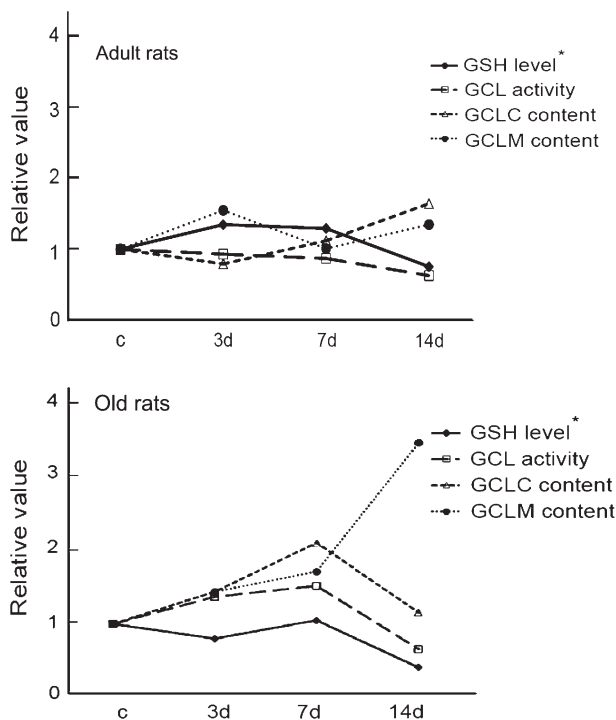 Adult rats
GSH level*
GCL activity
GCLC content
GCLM content
Relative value
4
3
2
1
0
c 3d 7d 14d
Old rats
GSH level*
GCL activity
GCLC content
GCLM content
Relative value
4
3
2
1
0
c 3d 7d 14d